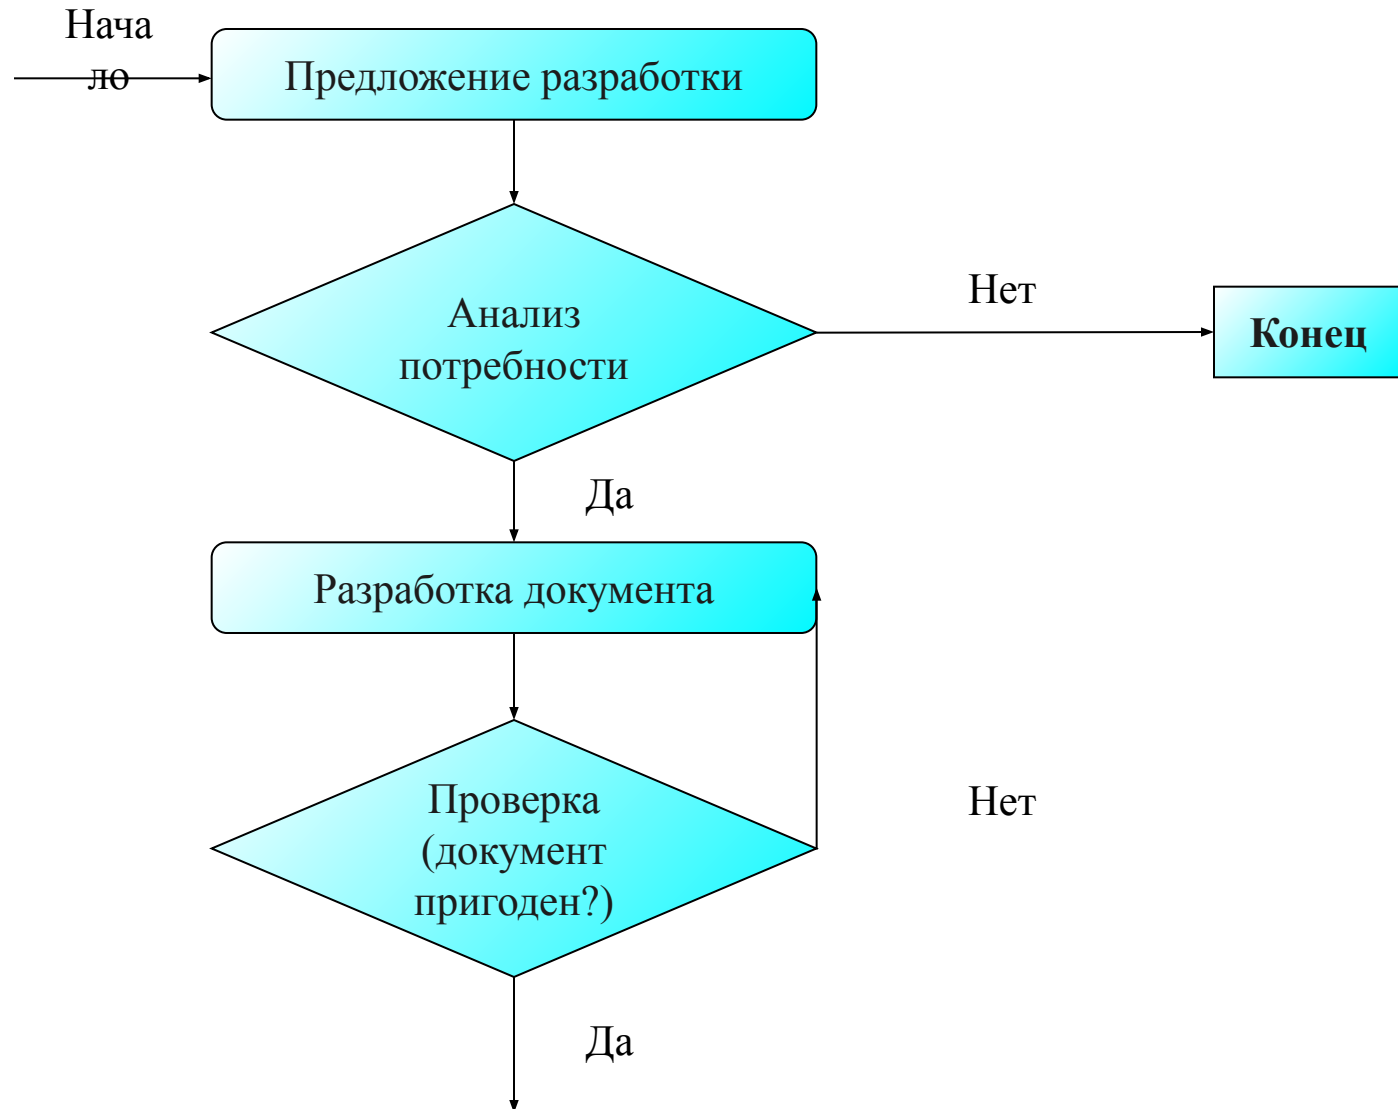 Нача
ло
Предложение разработки
Анализ
потребности
Нет
Конец
Да
Разработка документа
Проверка
(документ
пригоден?)
Нет
Да